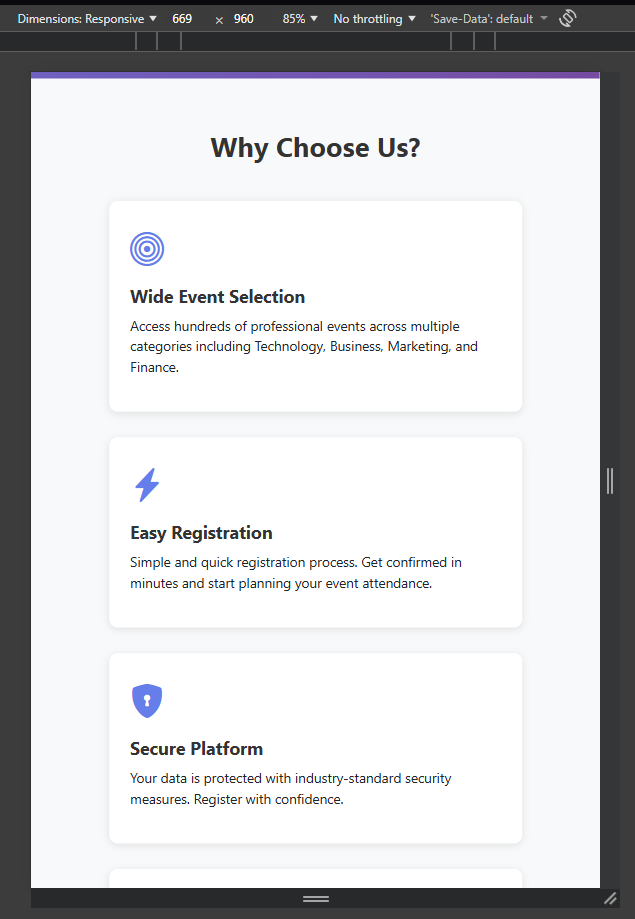 Dimensions: Responsive ▼ 669 × 960 85% ▼ No throttling ▼ 'Save-Data': default ▼
Why Choose Us?
Wide Event Selection
Access hundreds of professional events across multiple
categories including Technology, Business, Marketing, and
Finance.
Easy Registration
Simple and quick registration process. Get confirmed in
minutes and start planning your event attendance.
Secure Platform
Your data is protected with industry-standard security
measures. Register with confidence.